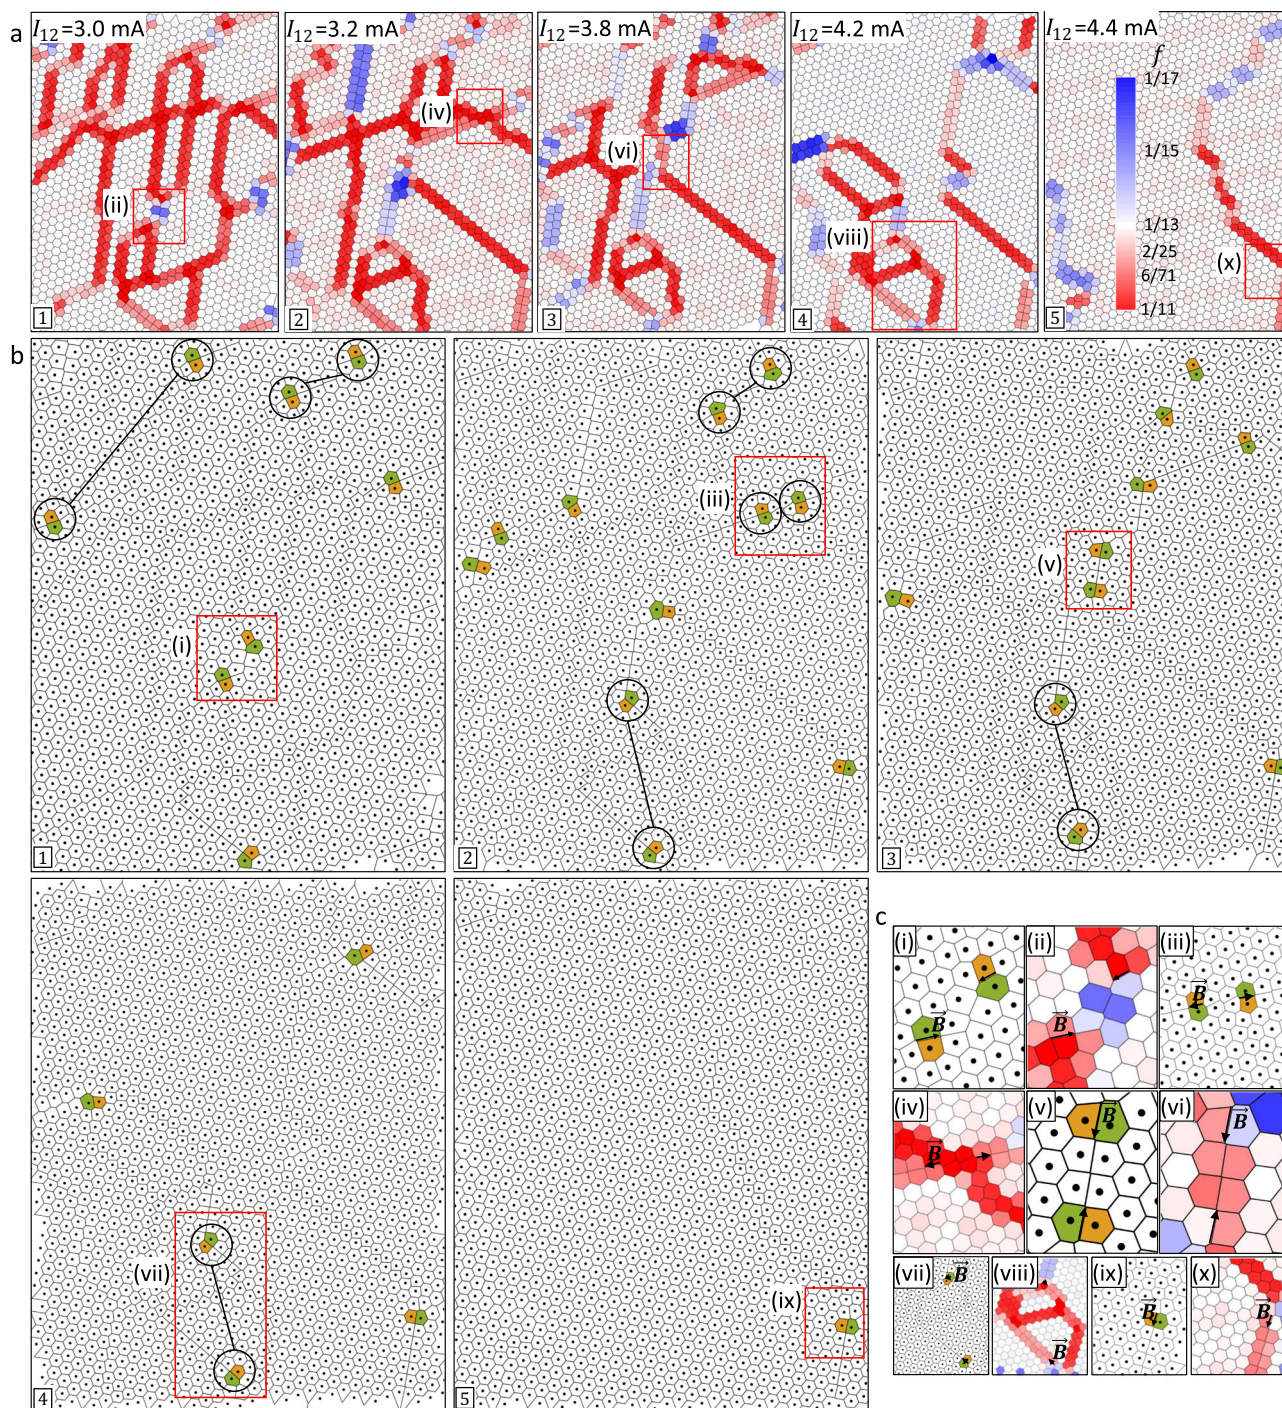 a
I₁₂=3.0 mA
I₁₂=3.2 mA
I₁₂=3.8 mA
I₁₂=4.2 mA
I₁₂=4.4 mA
f
1/17
1/15
1/13
2/25
6/71
1/11
(ii)
(iv)
(vi)
(viii)
(x)
1
2
3
4
5
b
(i)
(iii)
(v)
1
2
3
(vii)
(ix)
4
5
c
(i)
B⃗
(ii)
B⃗
(iii)
B⃗
(iv)
B⃗
(v)
B⃗
(vi)
B⃗
(vii)
B⃗
(viii)
B⃗
(ix)
B⃗
(x)
B⃗